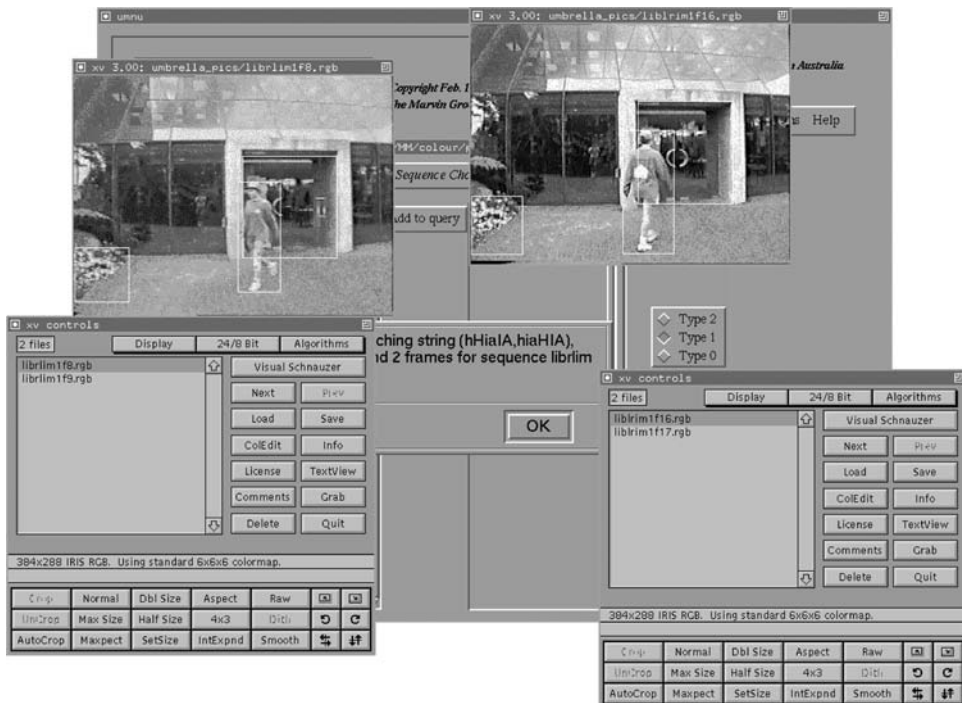 umnu
xv 3.00: umbrella_pics/liblrim1f16.rgb
xv 3.00: umbrella_pics/librlim1f8.rgb
Copyright Feb. 1
he Marvin Gro
n Australia
Help
MM/colour/
Sequence Cho
Add to query
Type 2
Type 1
Type 0
ching string (hHiaIA,hiaHIA),
nd 2 frames for sequence librlim
OK
xv controls
2 files
Display
24/8 Bit
Algorithms
librlim1f8.rgb
librlim1f9.rgb
Visual Schnauzer
Next
Prev
Load
Save
ColEdit
Info
License
TextView
Comments
Grab
Delete
Quit
384x288 IRIS RGB. Using standard 6x6x6 colormap.
Crop
Normal
Dbl Size
Aspect
Raw
UnCrop
Max Size
Half Size
4x3
Dith
AutoCrop
Maxpect
SetSize
IntExpnd
Smooth
xv controls
2 files
Display
24/8 Bit
Algorithms
liblrim1f16.rgb
liblrim1f17.rgb
Visual Schnauzer
Next
Prev
Load
Save
ColEdit
Info
License
TextView
Comments
Grab
Delete
Quit
384x288 IRIS RGB. Using standard 6x6x6 colormap.
Crop
Normal
Dbl Size
Aspect
Raw
UnCrop
Max Size
Half Size
4x3
Dith
AutoCrop
Maxpect
SetSize
IntExpnd
Smooth